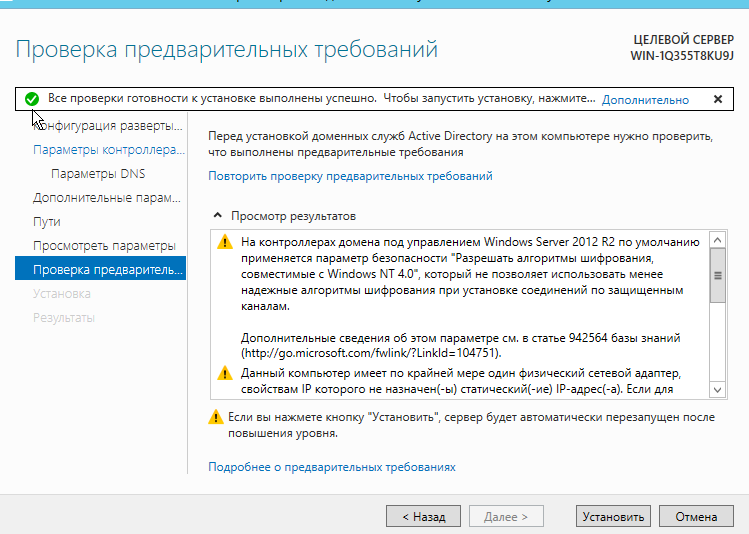 Проверка предварительных требований
ЦЕЛЕВОЙ СЕРВЕР
WIN-1Q355T8KU9J
Все проверки готовности к установке выполнены успешно. Чтобы запустить установку, нажмите... Дополнительно
Конфигурация разверты...
Параметры контроллера...
Параметры DNS
Дополнительные парам...
Пути
Просмотреть параметры
Проверка предваритель...
Установка
Результаты
Перед установкой доменных служб Active Directory на этом компьютере нужно проверить,
что выполнены предварительные требования
Повторить проверку предварительных требований
Просмотр результатов
На контроллерах домена под управлением Windows Server 2012 R2 по умолчанию
применяется параметр безопасности "Разрешать алгоритмы шифрования,
совместимые с Windows NT 4.0", который не позволяет использовать менее
надежные алгоритмы шифрования при установке соединений по защищенным
каналам.
Дополнительные сведения об этом параметре см. в статье 942564 базы знаний
(http://go.microsoft.com/fwlink/?LinkId=104751).
Данный компьютер имеет по крайней мере один физический сетевой адаптер,
свойствам IP которого не назначен(-ы) статический(-ие) IP-адрес(-а). Если для
Если вы нажмете кнопку "Установить", сервер будет автоматически перезапущен после
повышения уровня.
Подробнее о предварительных требованиях
< Назад
Далее >
Установить
Отмена